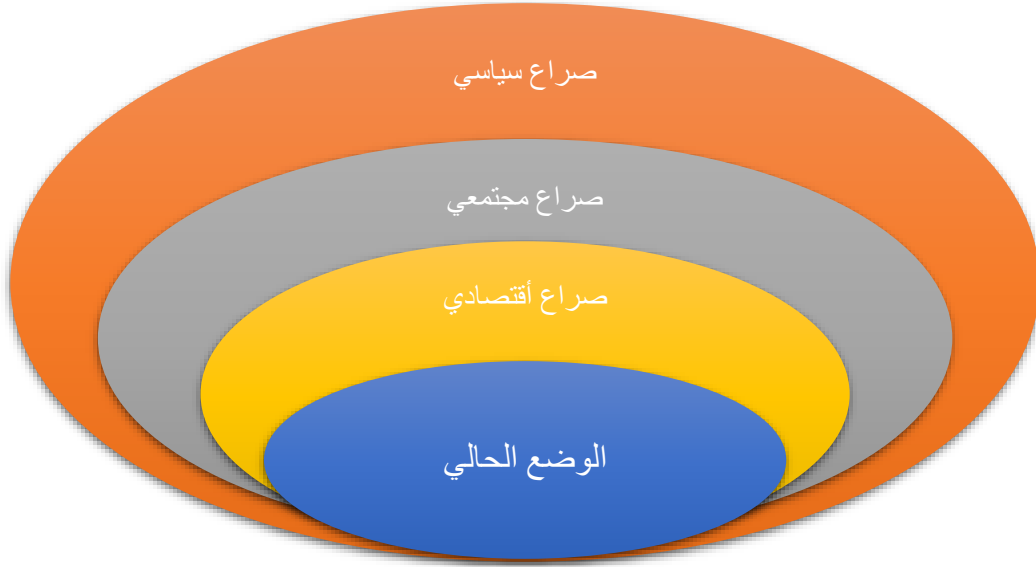 صراع سياسي
صراع مجتمعي
صراع أقتصادي
الوضع الحالي